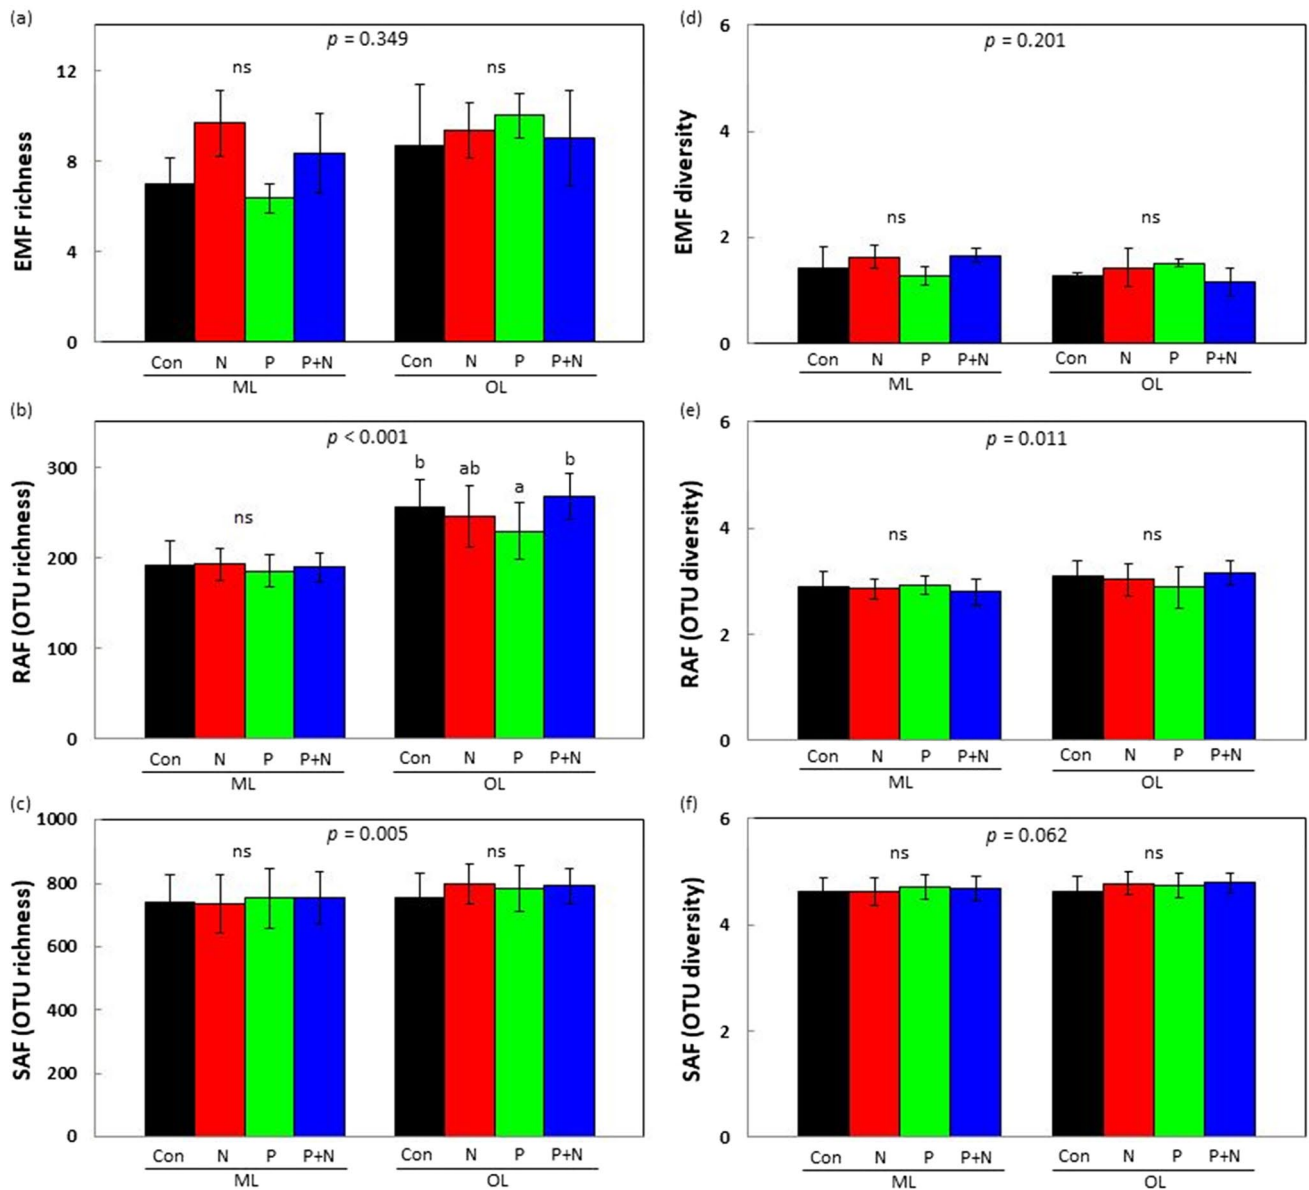 (a)
p = 0.349
ns
ns
12
8
4
0
EMF richness
Con N P P+N
ML
Con N P P+N
OL
(d)
p = 0.201
ns
ns
6
4
2
0
EMF diversity
Con N P P+N
ML
Con N P P+N
OL
(b)
p < 0.001
ns
b ab a b
300
200
100
0
RAF (OTU richness)
Con N P P+N
ML
Con N P P+N
OL
(e)
p = 0.011
ns
ns
6
4
2
0
RAF (OTU diversity)
Con N P P+N
ML
Con N P P+N
OL
(c)
p = 0.005
ns
ns
1000
800
600
400
200
0
SAF (OTU richness)
Con N P P+N
ML
Con N P P+N
OL
(f)
p = 0.062
ns
ns
6
4
2
0
SAF (OTU diversity)
Con N P P+N
ML
Con N P P+N
OL